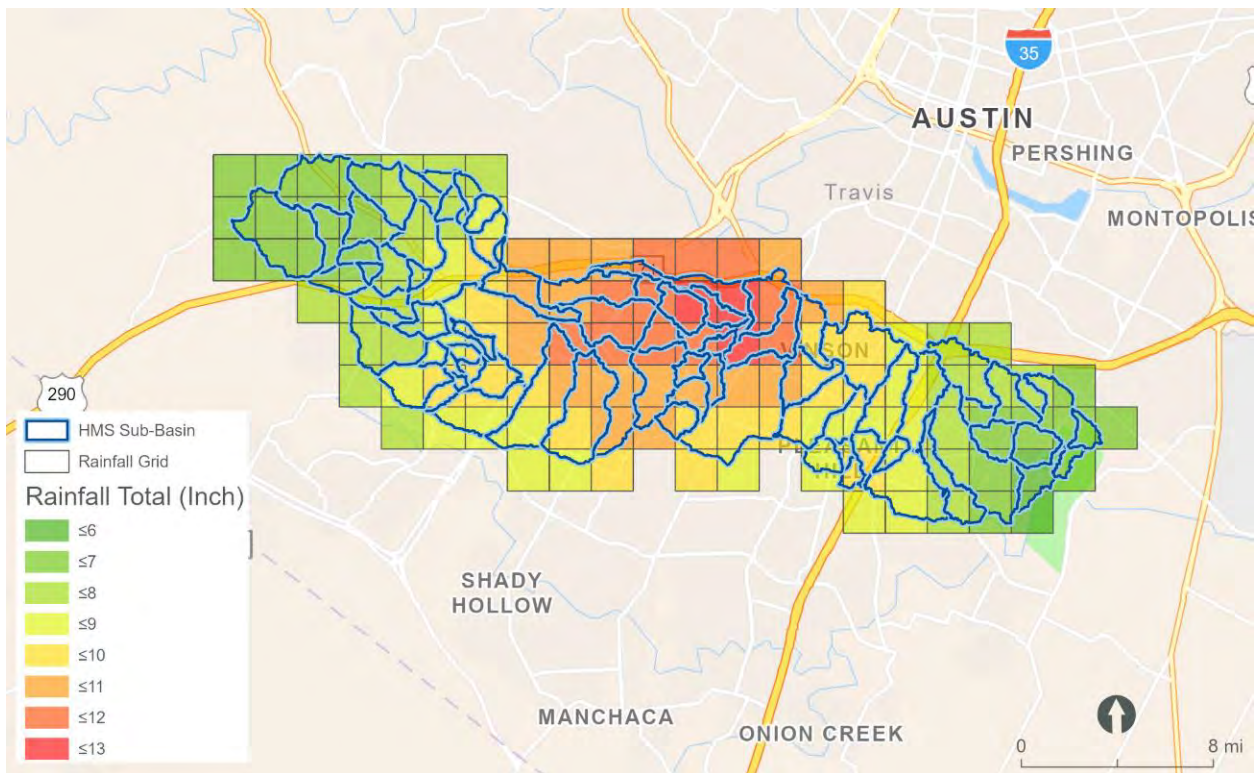 35
AUSTIN
PERSHING
Travis
MONTOPOLIS
VINSON
290
HMS Sub-Basin
Rainfall Grid
Rainfall Total (Inch)
≤6
≤7
≤8
≤9
≤10
≤11
≤12
≤13
SHADY
HOLLOW
MANCHACA
ONION CREEK
0 8 mi